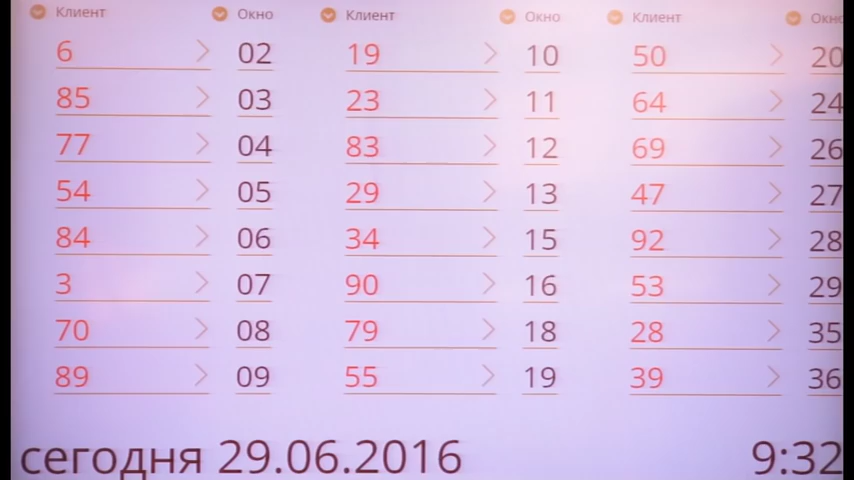 Клиент Окно Клиент Окно Клиент Окно
6 02 19 10 50 20
85 03 23 11 64 24
77 04 83 12 69 26
54 05 29 13 47 27
84 06 34 15 92 28
3 07 90 16 53 29
70 08 79 18 28 35
89 09 55 19 39 36
сегодня 29.06.2016 9:32